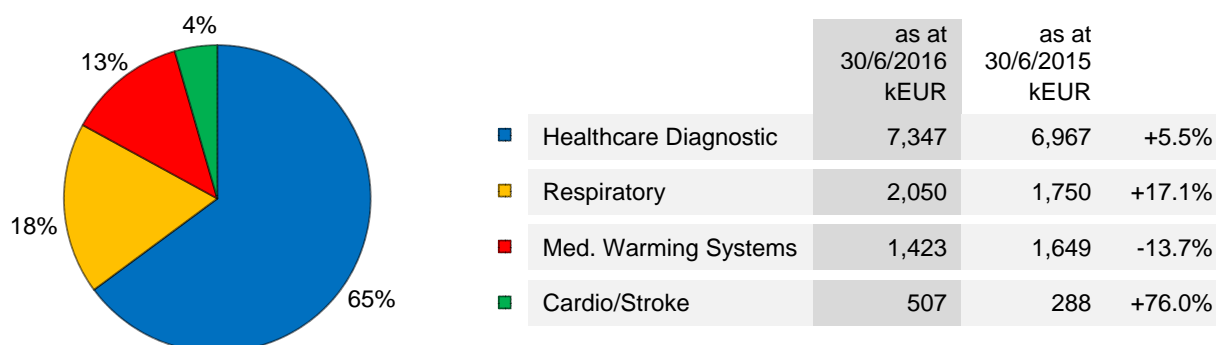 4%
13%
18%
65%
as at as at
30/6/2016 30/6/2015
kEUR kEUR
Healthcare Diagnostic 7,347 6,967 +5.5%
Respiratory 2,050 1,750 +17.1%
Med. Warming Systems 1,423 1,649 -13.7%
Cardio/Stroke 507 288 +76.0%